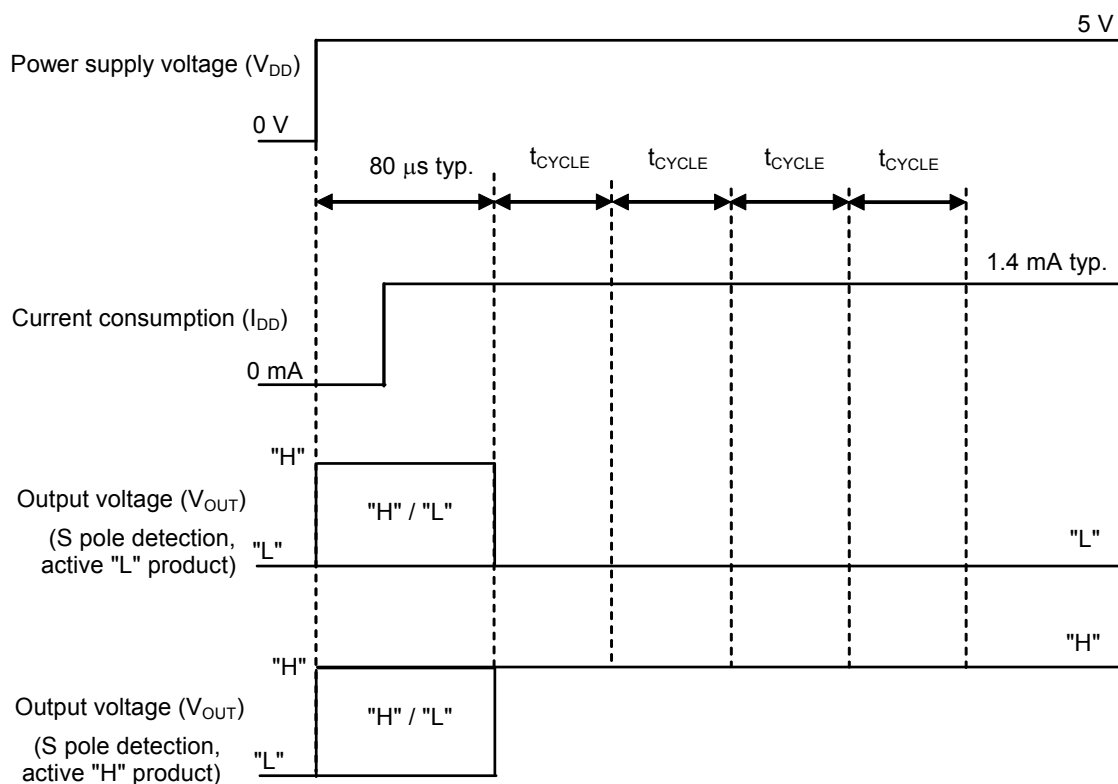 5 V
Power supply voltage (VDD)
0 V
80 μs typ.
tCYCLE
tCYCLE
tCYCLE
tCYCLE
1.4 mA typ.
Current consumption (IDD)
0 mA
"H"
Output voltage (VOUT)
(S pole detection,
active "L" product)
"H" / "L"
"L"
"L"
"H"
"H"
Output voltage (VOUT)
(S pole detection,
active "H" product)
"H" / "L"
"L"